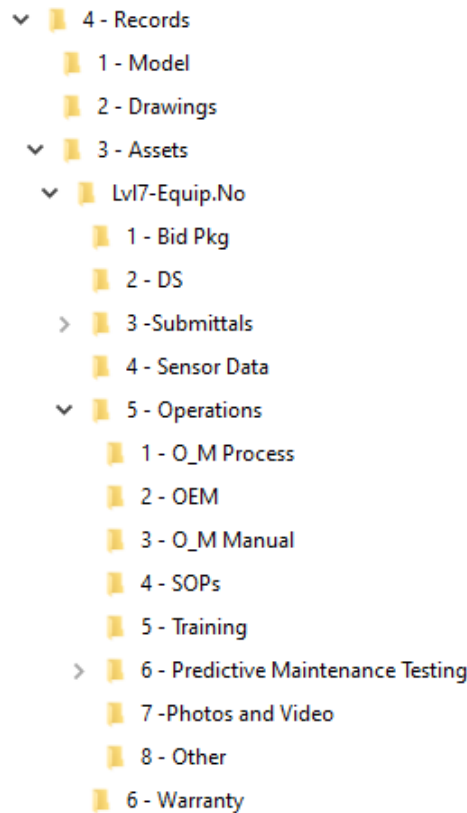 4 - Records
1 - Model
2 - Drawings
3 - Assets
Lvl7-Equip.No
1 - Bid Pkg
2 - DS
3 -Submittals
4 - Sensor Data
5 - Operations
1 - O_M Process
2 - OEM
3 - O_M Manual
4 - SOPs
5 - Training
6 - Predictive Maintenance Testing
7 -Photos and Video
8 - Other
6 - Warranty